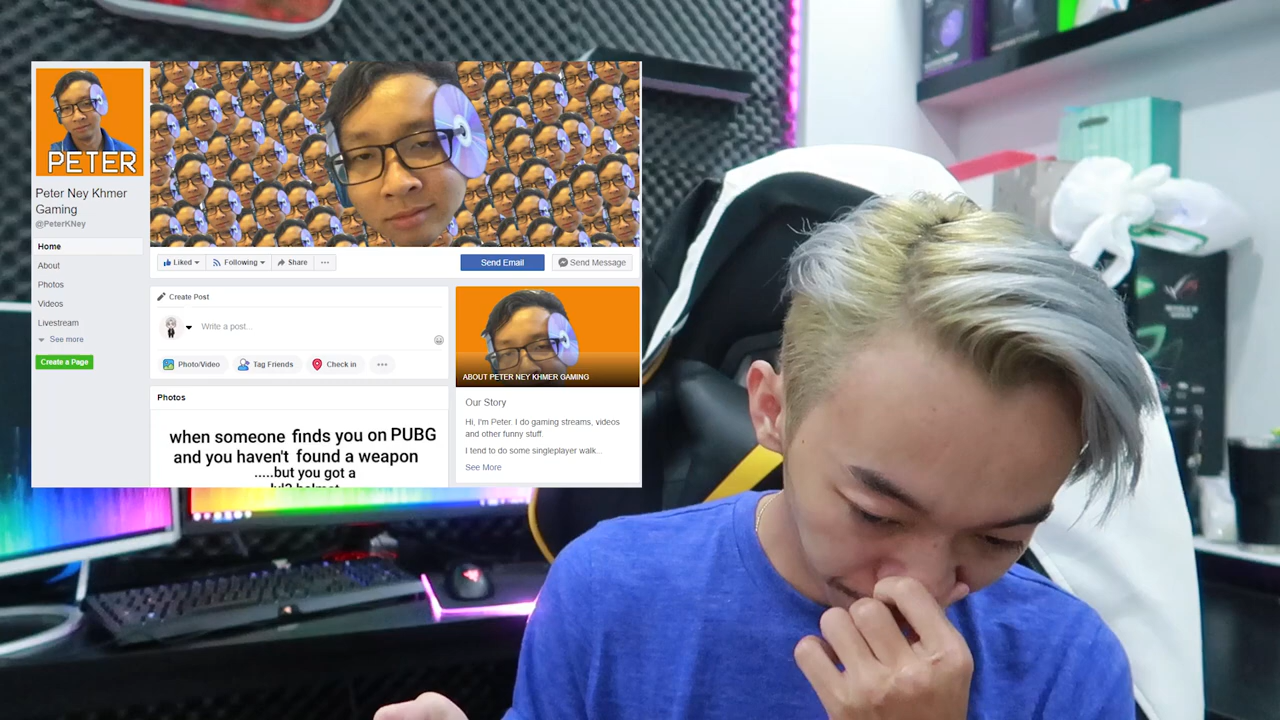 PETER
Peter Ney Khmer
Gaming
@PeterKNey
Home
About
Photos
Videos
Livestream
See more
Create a Page
Liked
Following
Share
Send Email
Send Message
Create Post
Write a post...
Photo/Video
Tag Friends
Check in
Photos
when someone finds you on PUBG
and you haven't found a weapon
.....but you got a
lvl3 helmet
ABOUT PETER NEY KHMER GAMING
Our Story
Hi, I'm Peter. I do gaming streams, videos
and other funny stuff.
I tend to do some singleplayer walk...
See More